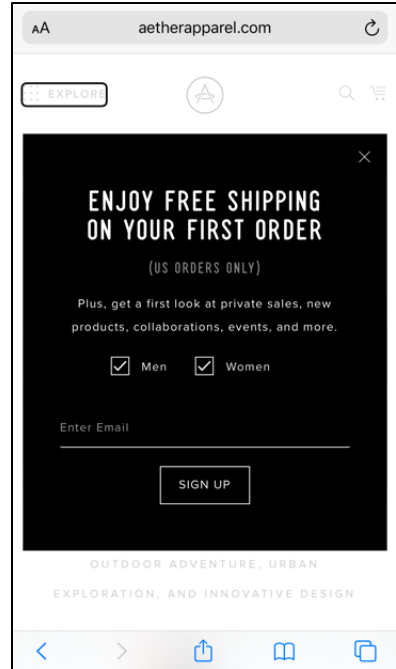 AA
aetherapparel.com
EXPLORE
ENJOY FREE SHIPPING
ON YOUR FIRST ORDER
(US ORDERS ONLY)
Plus, get a first look at private sales, new
products, collaborations, events, and more.
Men Women
Enter Email
SIGN UP
OUTDOOR ADVENTURE, URBAN
EXPLORATION, AND INNOVATIVE DESIGN